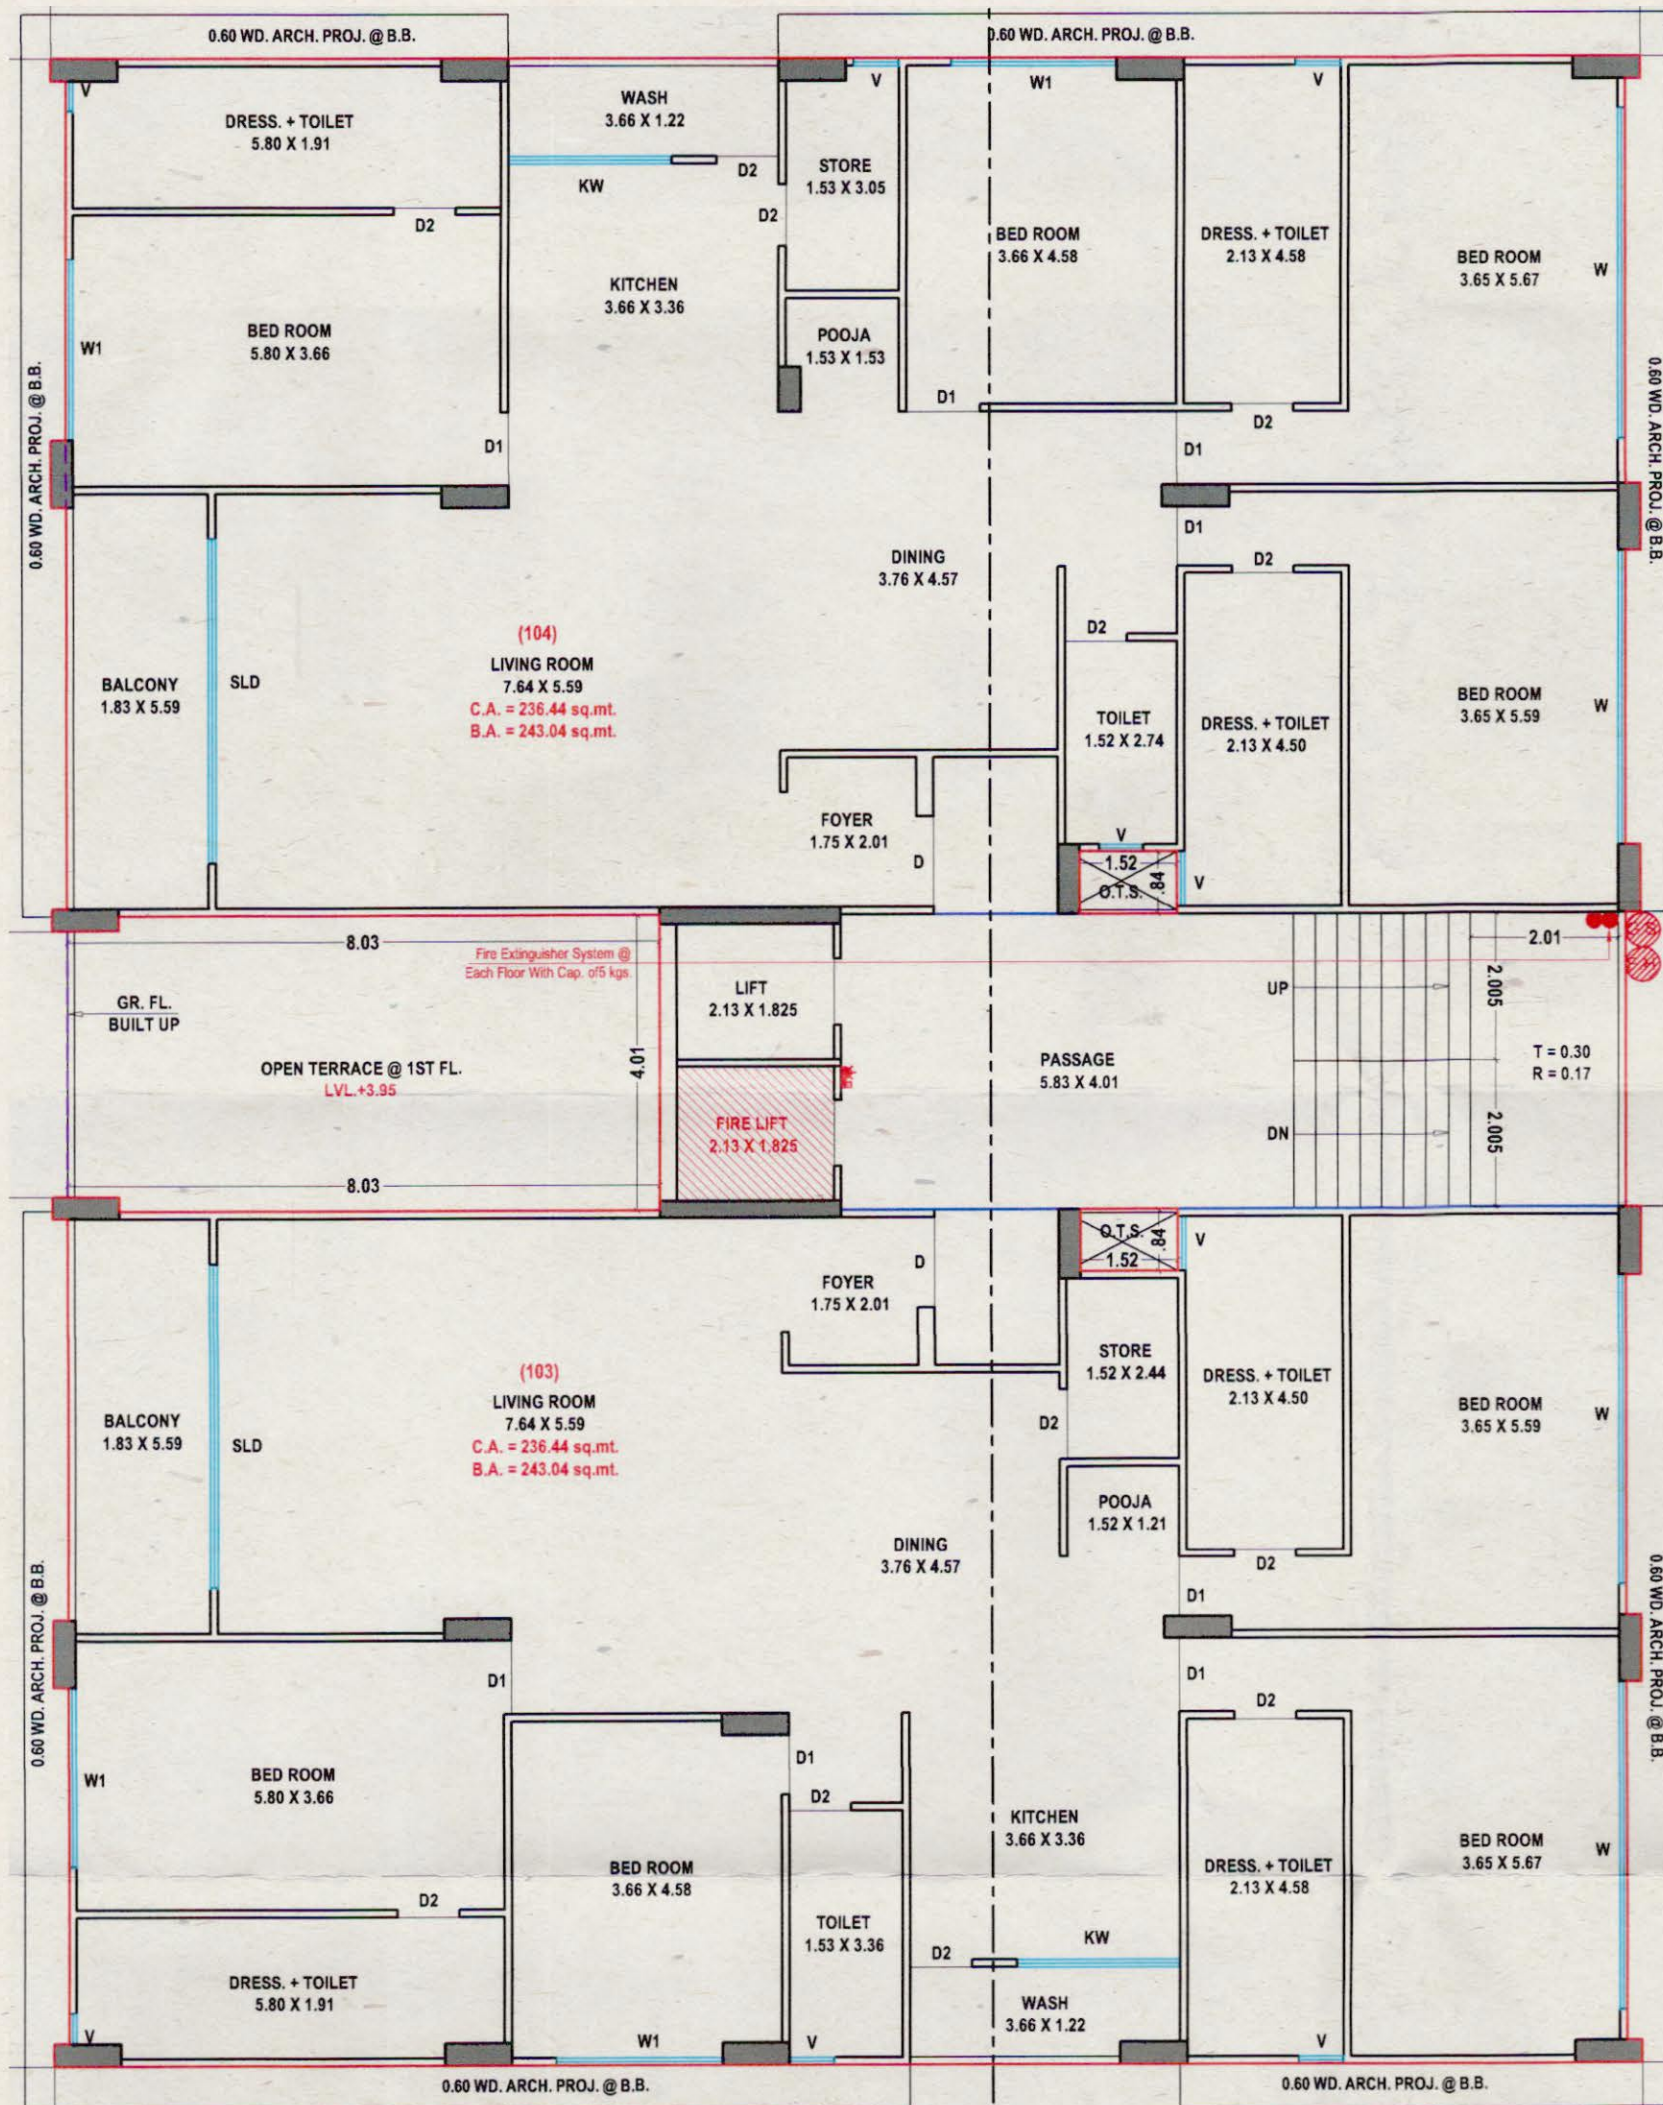 0.60 WD. ARCH. PROJ. @ B.B.
0.60 WD. ARCH. PROJ. @ B.B.
V
DRESS. + TOILET
5.80 X 1.91
WASH
3.66 X 1.22
KW
D2
V
STORE
1.53 X 3.05
W1
V
D2
D2
BED ROOM
3.66 X 4.58
DRESS. + TOILET
2.13 X 4.58
BED ROOM
3.65 X 5.67
W
KITCHEN
3.66 X 3.36
BED ROOM
5.80 X 3.66
W1
POOJA
1.53 X 1.53
0.60 WD. ARCH. PROJ. @ B.B.
0.60 WD. ARCH. PROJ. @ B.B.
D1
D2
D1
D1
D1
D2
DINING
3.76 X 4.57
D2
(104)
LIVING ROOM
7.64 X 5.59
C.A. = 236.44 sq.mt.
B.A. = 243.04 sq.mt.
BALCONY
1.83 X 5.59
SLD
TOILET
1.52 X 2.74
DRESS. + TOILET
2.13 X 4.50
BED ROOM
3.65 X 5.59
W
FOYER
1.75 X 2.01
D
V
1.52
.84
O.T.S.
V
8.03
Fire Extinguisher System @
Each Floor With Cap. of5 kgs.
2.01
LIFT
2.13 X 1.825
UP
2.005
GR. FL.
BUILT UP
OPEN TERRACE @ 1ST FL.
LVL.+3.95
4.01
PASSAGE
5.83 X 4.01
T = 0.30
R = 0.17
FIRE LIFT
2.13 X 1.825
DN
2.005
8.03
O.T.S.
.84
1.52
V
D
FOYER
1.75 X 2.01
STORE
1.52 X 2.44
DRESS. + TOILET
2.13 X 4.50
BED ROOM
3.65 X 5.59
W
(103)
LIVING ROOM
7.64 X 5.59
C.A. = 236.44 sq.mt.
B.A. = 243.04 sq.mt.
BALCONY
1.83 X 5.59
SLD
D2
POOJA
1.52 X 1.21
DINING
3.76 X 4.57
D2
D1
0.60 WD. ARCH. PROJ. @ B.B.
0.60 WD. ARCH. PROJ. @ B.B.
D1
D1
D2
D1
D2
W1
BED ROOM
5.80 X 3.66
KITCHEN
3.66 X 3.36
BED ROOM
3.65 X 5.67
W
BED ROOM
3.66 X 4.58
DRESS. + TOILET
2.13 X 4.58
D2
TOILET
1.53 X 3.36
D2
KW
DRESS. + TOILET
5.80 X 1.91
WASH
3.66 X 1.22
V
W1
V
V
0.60 WD. ARCH. PROJ. @ B.B.
0.60 WD. ARCH. PROJ. @ B.B.